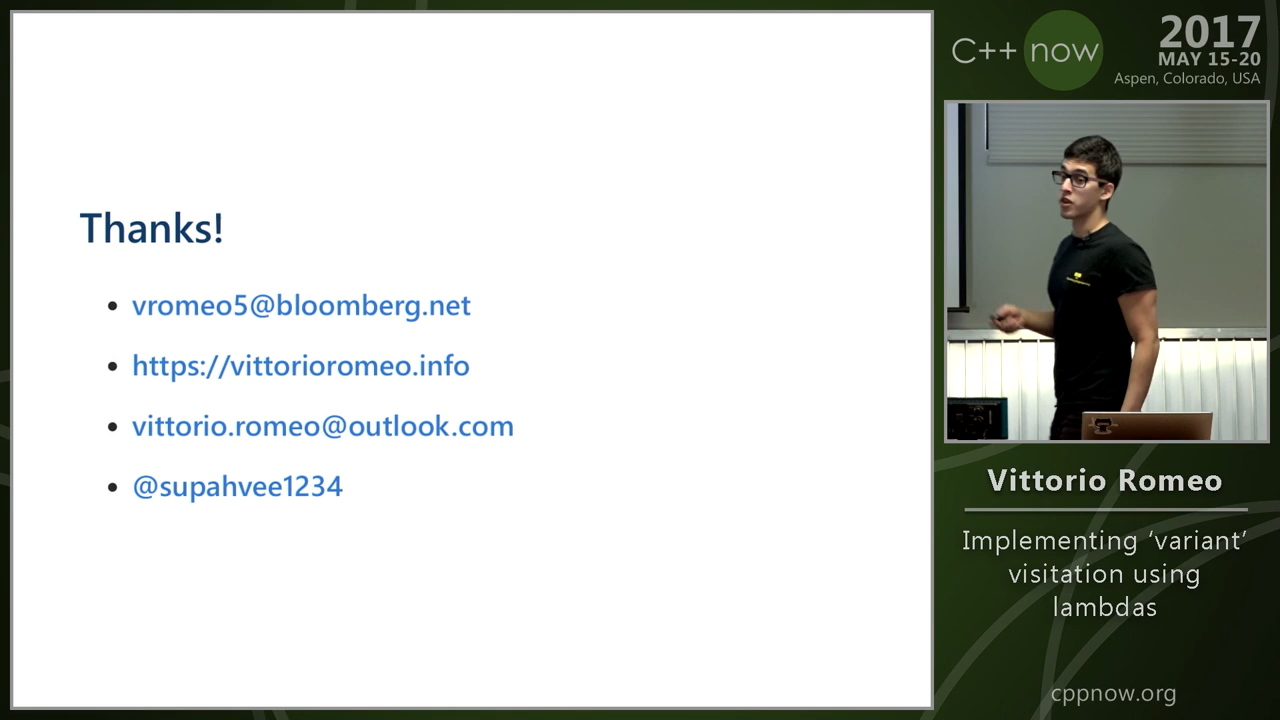 Thanks!
vromeo5@bloomberg.net
https://vittorioromeo.info
vittorio.romeo@outlook.com
@supahvee1234
C++ now
2017
MAY 15-20
Aspen, Colorado, USA
Vittorio Romeo
Implementing ‘variant’
visitation using
lambdas
cppnow.org